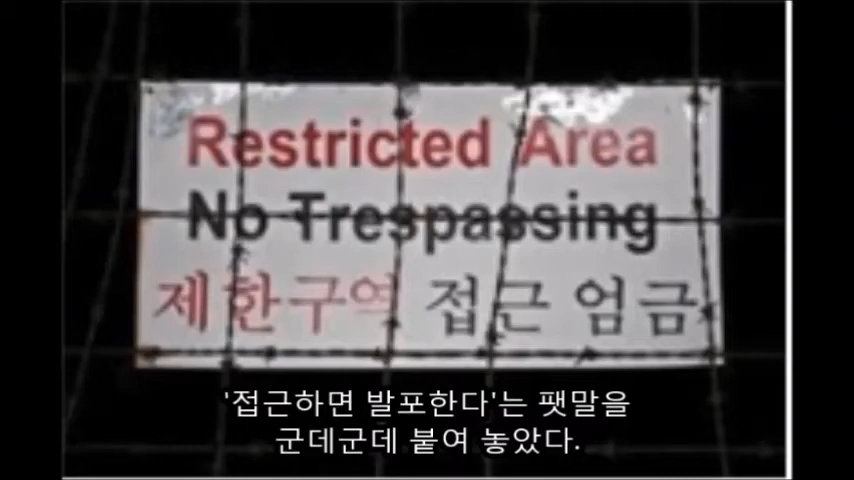 Restricted Area
No Trespassing
제한구역 접근 엄금
'접근하면 발포한다'는 팻말을
군데군데 붙여 놓았다.